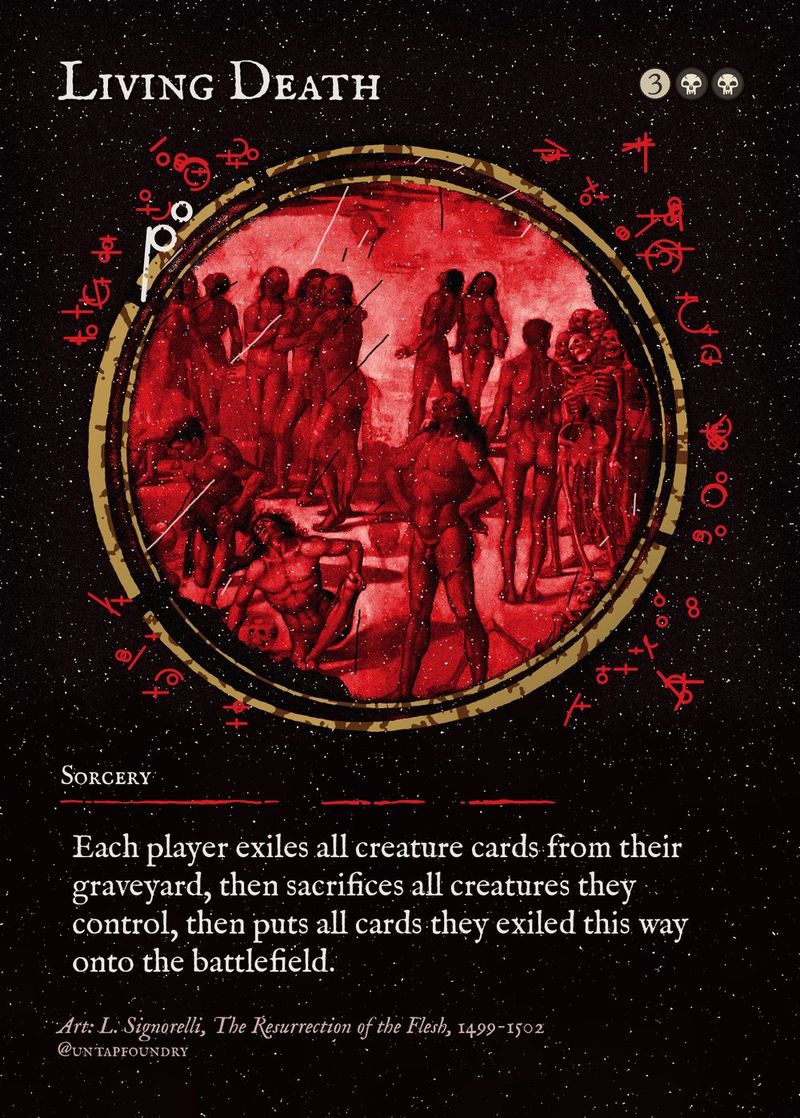 Living Death
3
Sorcery
Each player exiles all creature cards from their
graveyard, then sacrifices all creatures they
control, then puts all cards they exiled this way
onto the battlefield.
Art: L. Signorelli, The Resurrection of the Flesh, 1499-1502
@untapfoundry